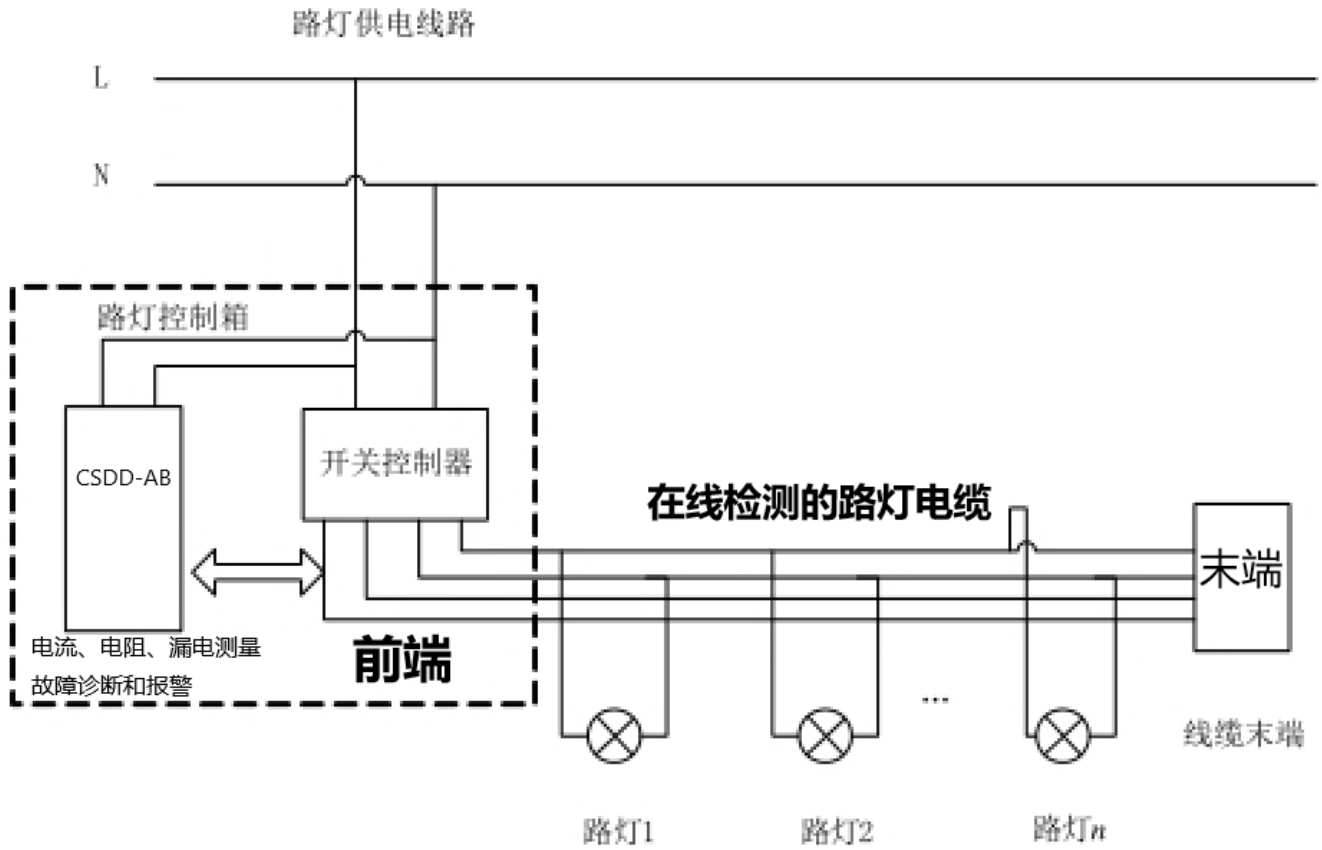 路灯供电线路
L
N
路灯控制箱
CSDD-AB
开关控制器
在线检测的路灯电缆
末端
电流、电阻、漏电测量
故障诊断和报警
前端
...
线缆末端
路灯1
路灯2
路灯n